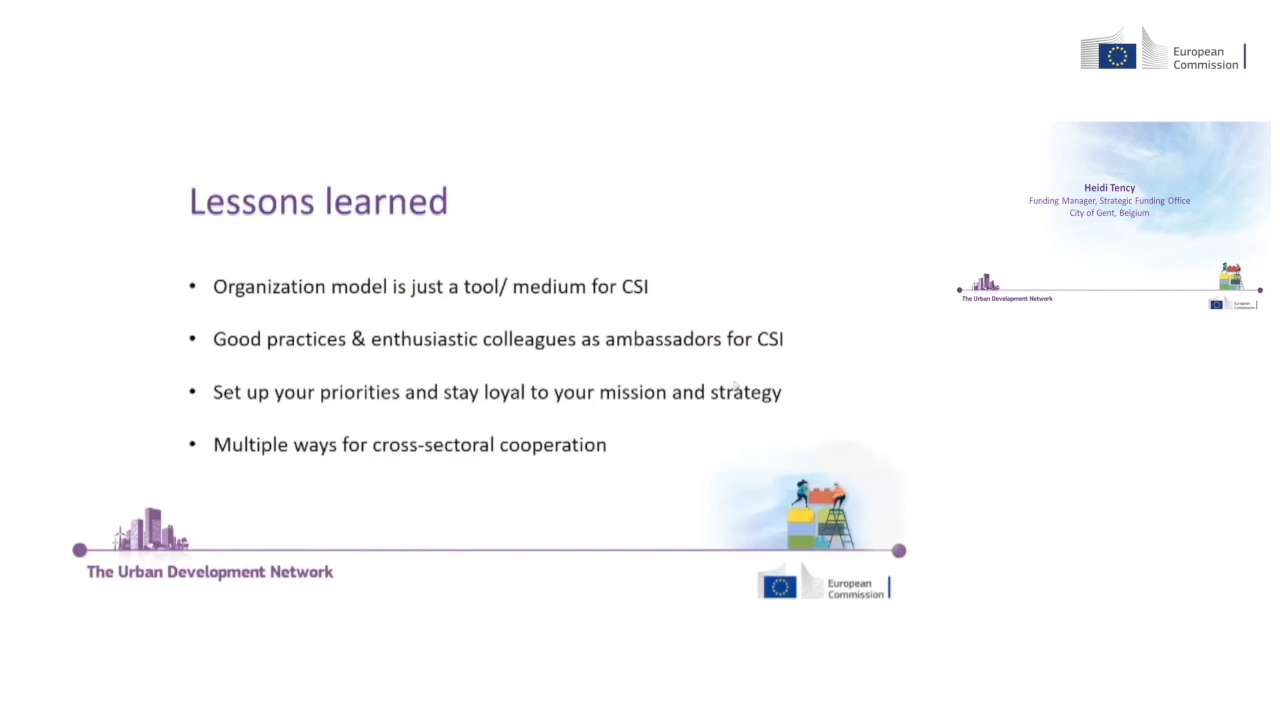 European
Commission
Heidi Tency
Funding Manager, Strategic Funding Office
City of Gent, Belgium
The Urban Development Network
European
Commission
Lessons learned
• Organization model is just a tool/ medium for CSI
• Good practices & enthusiastic colleagues as ambassadors for CSI
• Set up your priorities and stay loyal to your mission and strategy
• Multiple ways for cross-sectoral cooperation
The Urban Development Network
European
Commission